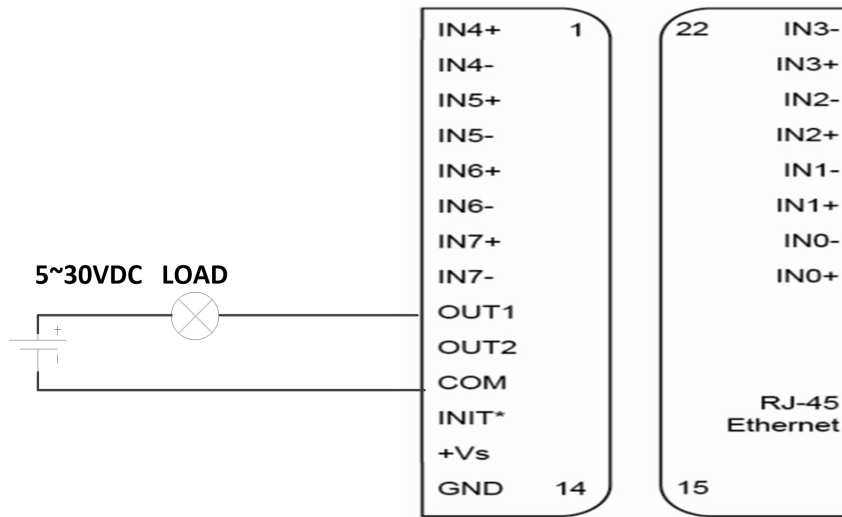 5~30VDC LOAD
+
IN4+ 1
IN4-
IN5+
IN5-
IN6+
IN6-
IN7+
IN7-
OUT1
OUT2
COM
INIT*
+Vs
GND 14
22 IN3-
IN3+
IN2-
IN2+
IN1-
IN1+
IN0-
IN0+
RJ-45
Ethernet
15